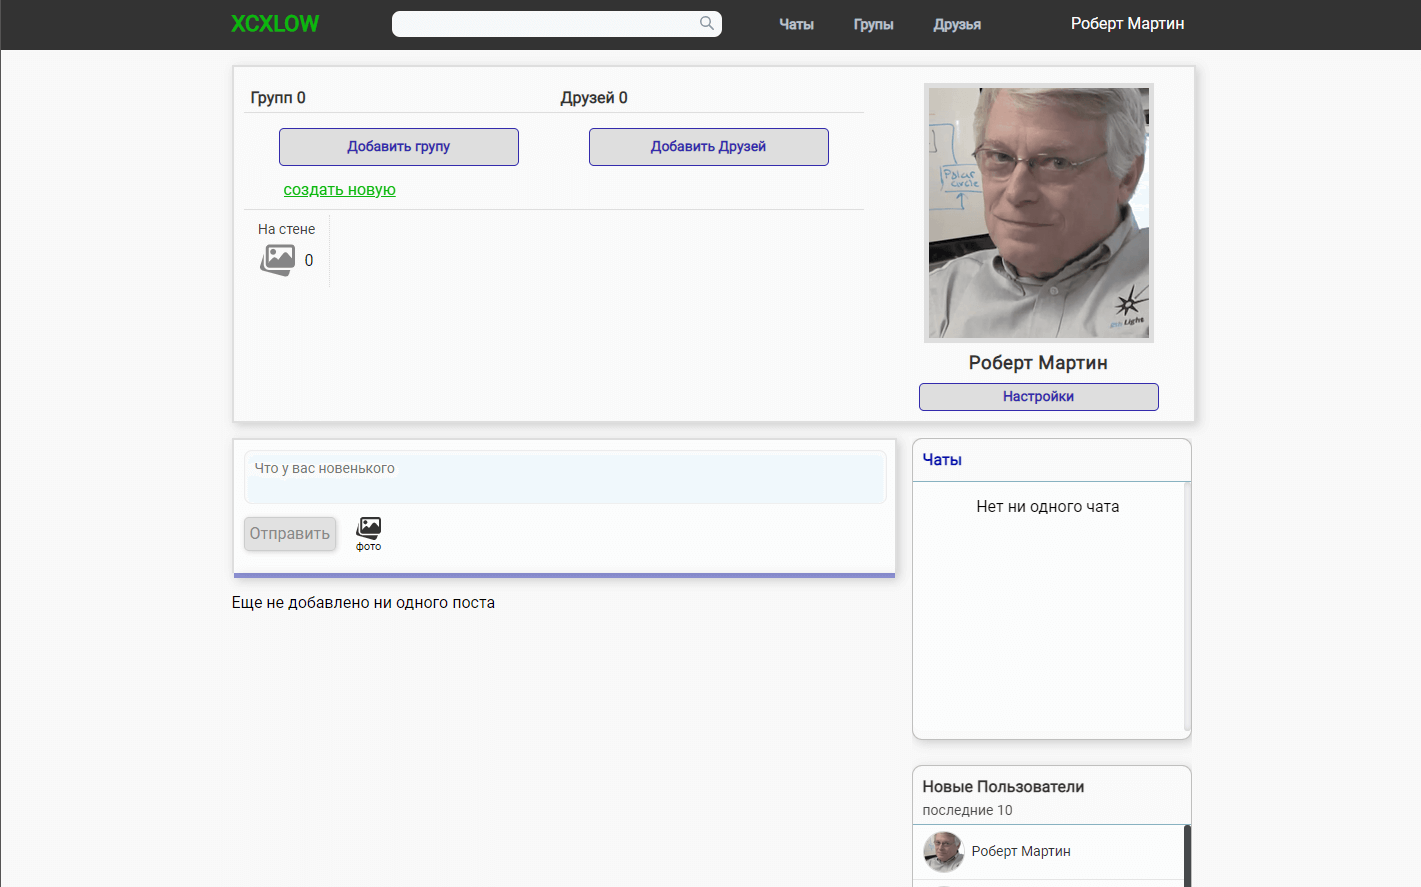 XCXLOW
Чаты
Групы
Друзья
Роберт Мартин
Групп 0
Друзей 0
Добавить групу
Добавить Друзей
создать новую
На стене
0
Polar
circle
Light
Роберт Мартин
Настройки
Что у вас новенького
Отправить
фото
Еще не добавлено ни одного поста
Чаты
Нет ни одного чата
Новые Пользователи
последние 10
Роберт Мартин